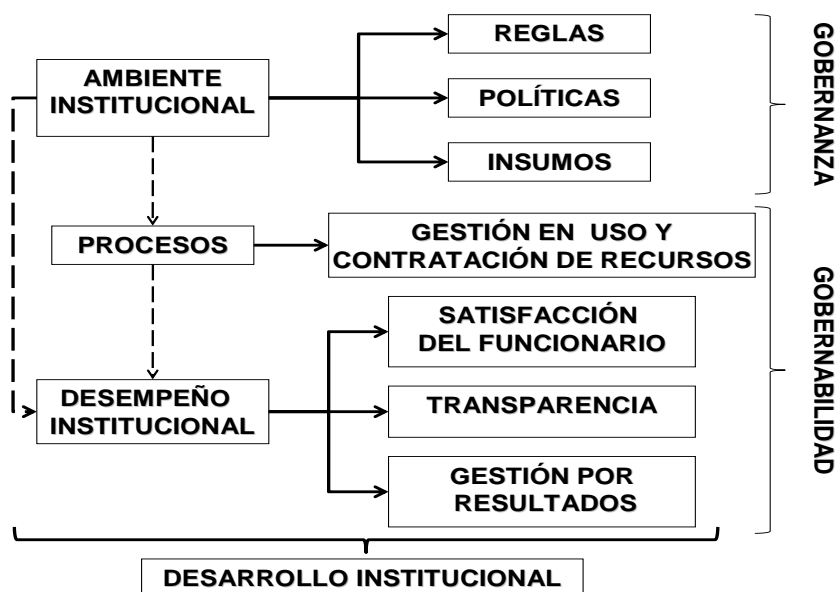 REGLAS
AMBIENTE
INSTITUCIONAL
POLÍTICAS
INSUMOS
GOBERNANZA
PROCESOS
GESTIÓN EN USO Y
CONTRATACIÓN DE RECURSOS
SATISFACCIÓN
DEL FUNCIONARIO
DESEMPEÑO
INSTITUCIONAL
TRANSPARENCIA
GESTIÓN POR
RESULTADOS
GOBERNABILIDAD
DESARROLLO INSTITUCIONAL